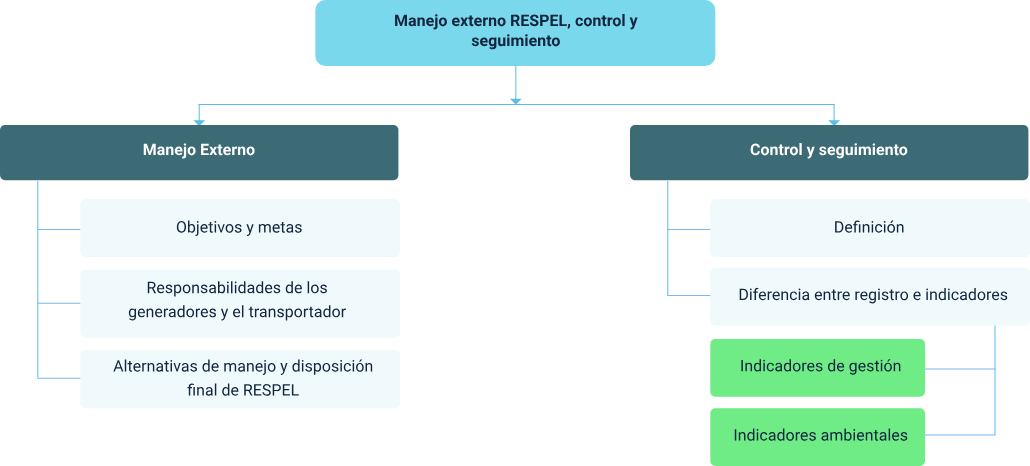 Manejo externo RESPEL, control y
seguimiento
Manejo Externo
Objetivos y metas
Responsabilidades de los
generadores y el transportador
Alternativas de manejo y disposición
final de RESPEL
Control y seguimiento
Definición
Diferencia entre registro e indicadores
Indicadores de gestión
Indicadores ambientales